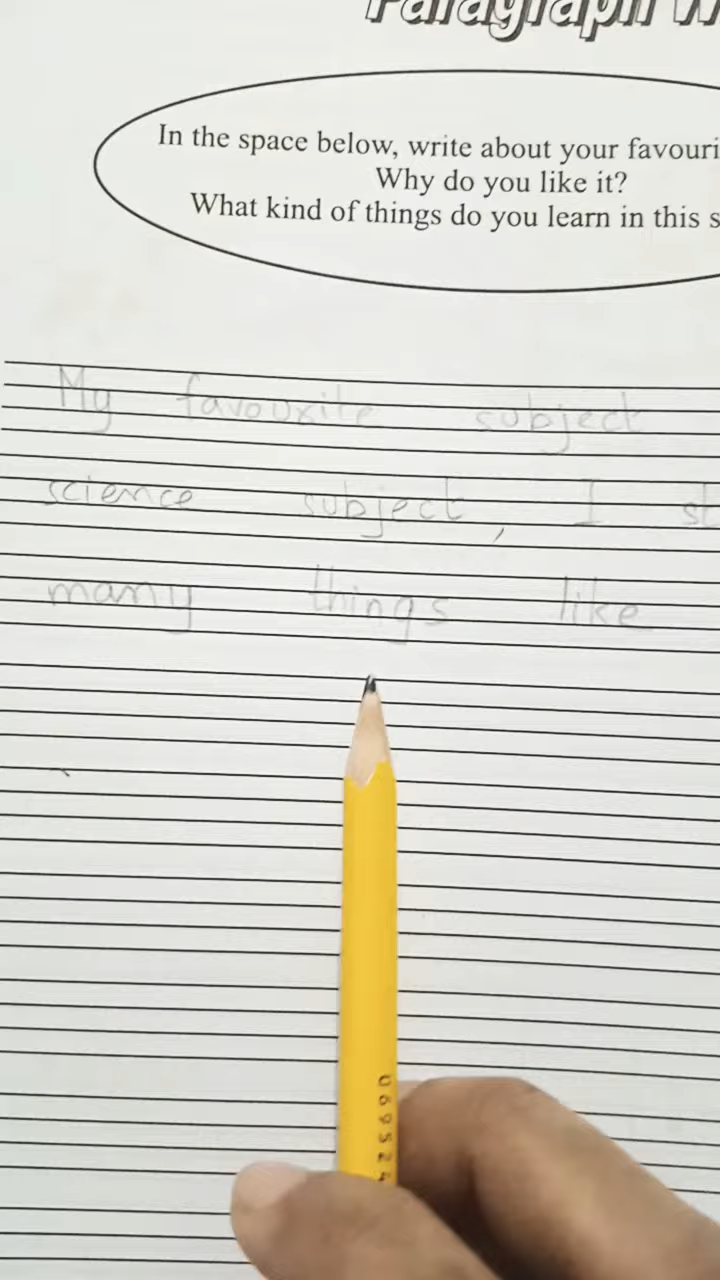 Paragraph W
In the space below, write about your favouri
Why do you like it?
What kind of things do you learn in this s
My favourite subject
science subject, I st
many things like
069524